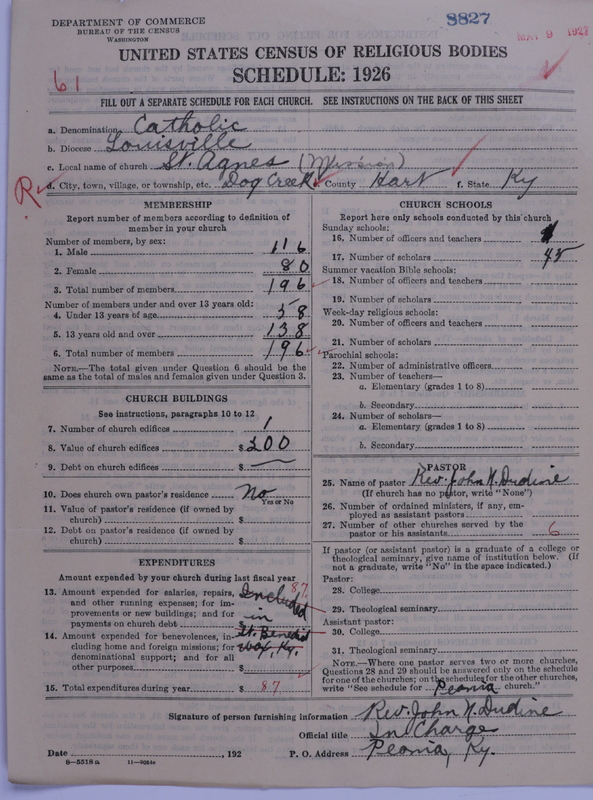 DEPARTMENT OF COMMERCE
BUREAU OF THE CENSUS
WASHINGTON
8827
MAY 9 1927
UNITED STATES CENSUS OF RELIGIOUS BODIES
SCHEDULE: 1926
61
FILL OUT A SEPARATE SCHEDULE FOR EACH CHURCH. SEE INSTRUCTIONS ON THE BACK OF THIS SHEET
a. Denomination Catholic
b. Diocese Louisville
c. Local name of church St. Agnes (Mission)
R
d. City, town, village, or township, etc. Dog Creek e. County Hart f. State Ky
MEMBERSHIP
Report number of members according to definition of
member in your church
Number of members, by sex:
1. Male 116
2. Female 80
3. Total number of members 196
Number of members under and over 13 years old:
4. Under 13 years of age 58
5. 13 years old and over 138
6. Total number of members 196
NOTE.—The total given under Question 6 should be the
same as the total of males and females given under Question 3.
CHURCH BUILDINGS
See instructions, paragraphs 10 to 12
7. Number of church edifices 1
8. Value of church edifices $200
9. Debt on church edifices $ —
10. Does church own pastor's residence No
Yes or No
11. Value of pastor's residence (if owned by
church) $
12. Debt on pastor's residence (if owned by
church) $
EXPENDITURES
Amount expended by your church during last fiscal year
13. Amount expended for salaries, repairs, 87
and other running expenses; for im- Included
provements or new buildings; and for in
payments on church debt
14. Amount expended for benevolences, in- St. Benedict
cluding home and foreign missions; for Wax, Ky.
denominational support; and for all
other purposes $
15. Total expenditures during year $ 87
CHURCH SCHOOLS
Report here only schools conducted by this church
Sunday schools:
16. Number of officers and teachers 1
17. Number of scholars 45
Summer vacation Bible schools:
18. Number of officers and teachers
19. Number of scholars
Week-day religious schools:
20. Number of officers and teachers
21. Number of scholars
Parochial schools:
22. Number of administrative officers
23. Number of teachers—
a. Elementary (grades 1 to 8)
b. Secondary
24. Number of scholars—
a. Elementary (grades 1 to 8)
b. Secondary
PASTOR
25. Name of pastor Rev. John N. Dudine
(If church has no pastor, write "None")
26. Number of ordained ministers, if any, em-
ployed as assistant pastors
27. Number of other churches served by the
pastor or his assistants 6
If pastor (or assistant pastor) is a graduate of a college or
theological seminary, give name of institution below. (If
not a graduate, write "No" in the space indicated.)
Pastor:
28. College
29. Theological seminary
Assistant pastor:
30. College
31. Theological seminary
NOTE.—Where one pastor serves two or more churches,
Questions 28 and 29 should be answered only on the schedule
for one of the churches; on the schedules for the other churches,
write "See schedule for Peonia church."
Signature of person furnishing information Rev. John N. Dudine
Official title In Charge
Date , 192 P. O. Address Peonia, Ky.
8—5518 a 11—9024a